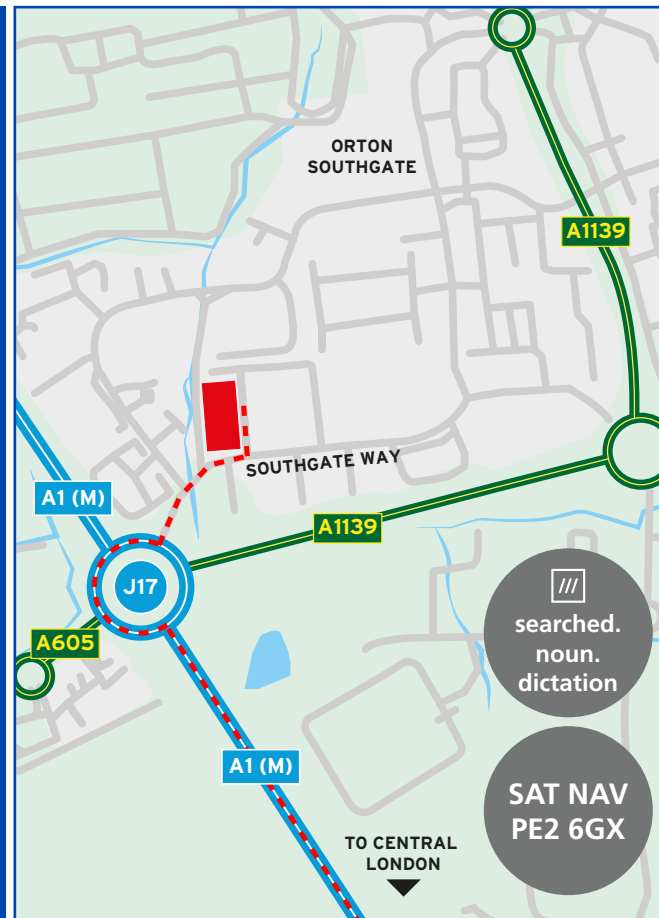 ORTON
SOUTHGATE
A1139
SOUTHGATE WAY
A1 (M)
A1139
J17
A605
///
searched.
noun.
dictation
A1 (M)
SAT NAV
PE2 6GX
TO CENTRAL
LONDON